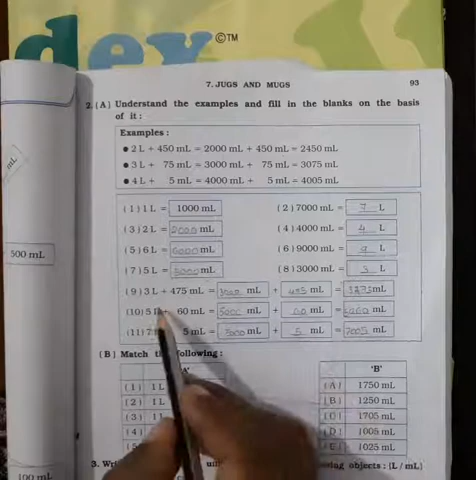 dex
©™
7. JUGS AND MUGS 93
2. (A) Understand the examples and fill in the blanks on the basis
of it :
Examples :
● 2 L + 450 mL = 2000 mL + 450 mL = 2450 mL
● 3 L + 75 mL = 3000 mL + 75 mL = 3075 mL
● 4 L + 5 mL = 4000 mL + 5 mL = 4005 mL
mL
(1) 1 L = 1000 mL (2) 7000 mL = 7 L
(3) 2 L = 2000 mL (4) 4000 mL = 4 L
500 mL
(5) 6 L = 6000 mL (6) 9000 mL = 9 L
(7) 5 L = 5000 mL (8) 3000 mL = 3 L
(9) 3 L + 475 mL = 3000 mL + mL = mL
(10) 5 L + 60 mL = 5000 mL + mL = mL
(11) 7 5 mL = 7000 mL + 5 mL = 7005 mL
(B) Match the following :
'A' 'B'
(1) 1 L (A) 1750 mL
(2) 1 L (B) 1250 mL
(3) 1 L (C) 1705 mL
(4) (D) 1005 mL
1025 mL
3. objects : (L / mL)
100 mL